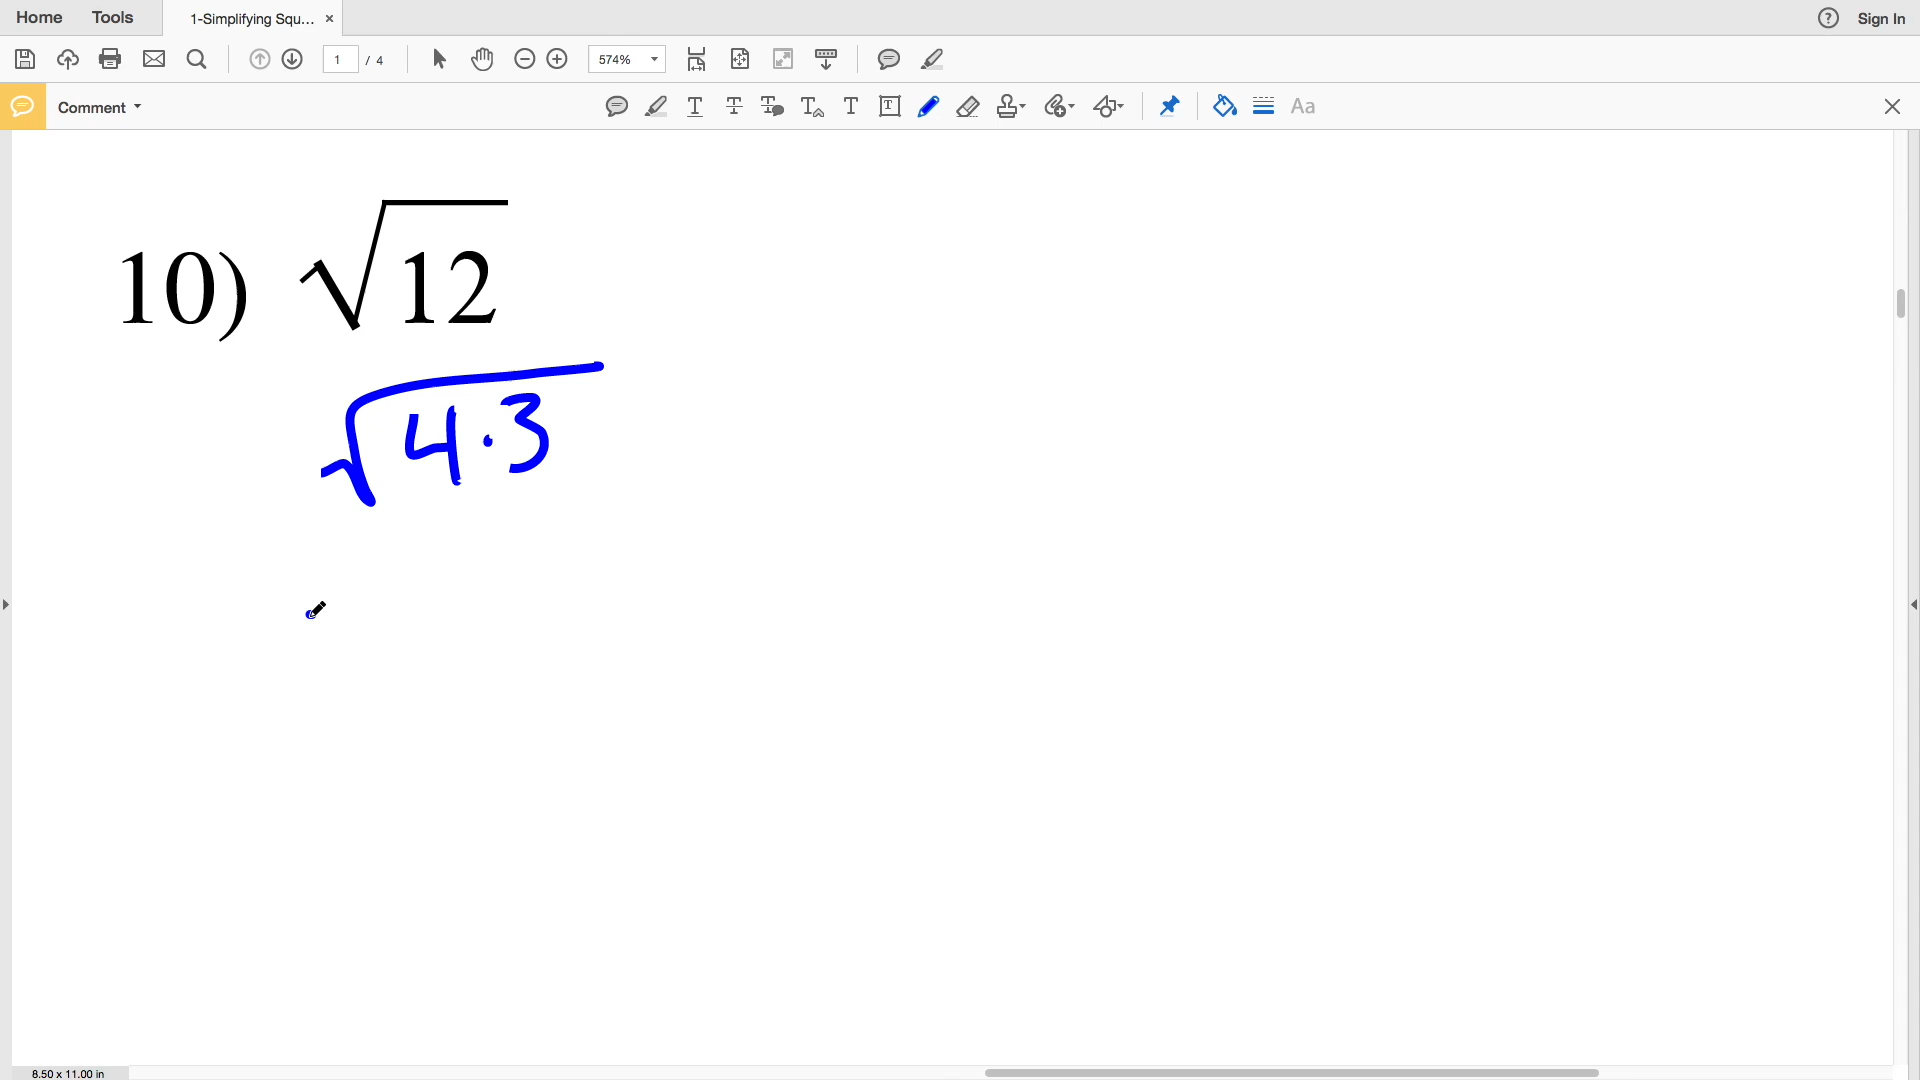 Home Tools 1-Simplifying Squ... × ? Sign In
1 / 4 574%
Comment T T T T T T Aa
10) √12
√4·3
8.50 x 11.00 in